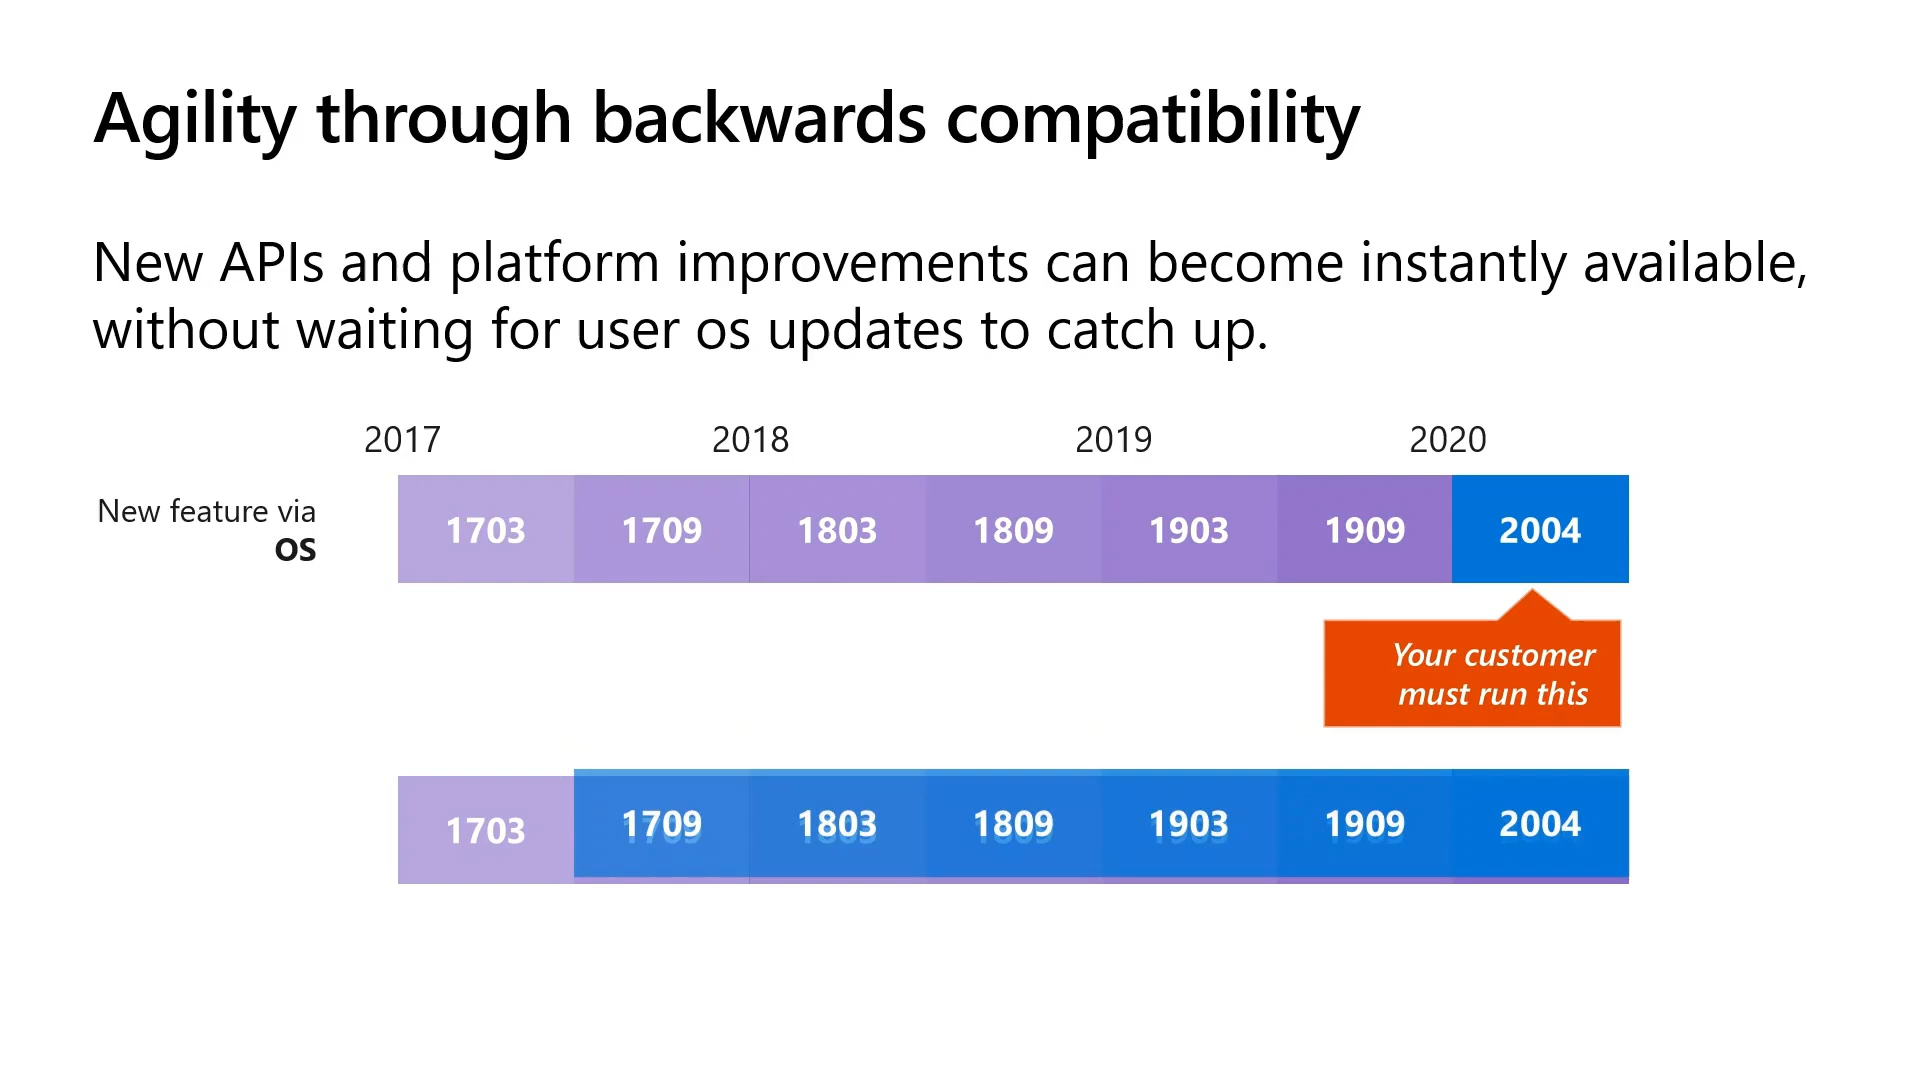 Agility through backwards compatibility
New APIs and platform improvements can become instantly available,
without waiting for user os updates to catch up.
2017 2018 2019 2020
New feature via
OS
1703 1709 1803 1809 1903 1909 2004
Your customer
must run this
1703 1709 1803 1809 1903 1909 2004